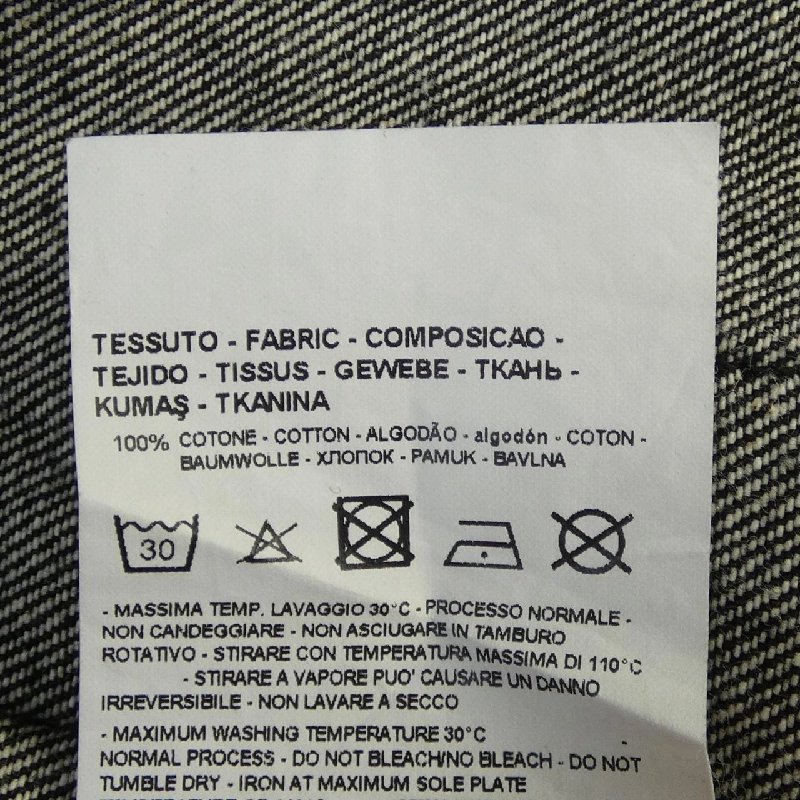 TESSUTO - FABRIC - COMPOSICAO -
TEJIDO - TISSUS - GEWEBE - ТКАНЬ -
KUMAŞ - TKANINA
100% COTONE - COTTON - ALGODÃO - algodón - COTON -
BAUMWOLLE - ХЛОПОК - PAMUK - BAVLNA
30
- MASSIMA TEMP. LAVAGGIO 30°C - PROCESSO NORMALE -
NON CANDEGGIARE - NON ASCIUGARE IN TAMBURO
ROTATIVO - STIRARE CON TEMPERATURA MASSIMA DI 110°C
- STIRARE A VAPORE PUO' CAUSARE UN DANNO
IRREVERSIBILE - NON LAVARE A SECCO
- MAXIMUM WASHING TEMPERATURE 30°C
NORMAL PROCESS - DO NOT BLEACH/NO BLEACH - DO NOT
TUMBLE DRY - IRON AT MAXIMUM SOLE PLATE